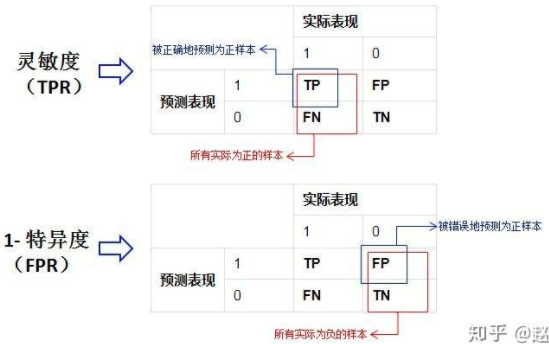 实际表现
被正确地预测为正样本
1 0
灵敏度
（TPR）
预测表现
1 TP FP
0 FN TN
所有实际为正的样本
实际表现
1 0
被错误地预测为正样本
1- 特异度
（FPR）
预测表现
1 TP FP
0 FN TN
所有实际为负的样本
知乎 @赵